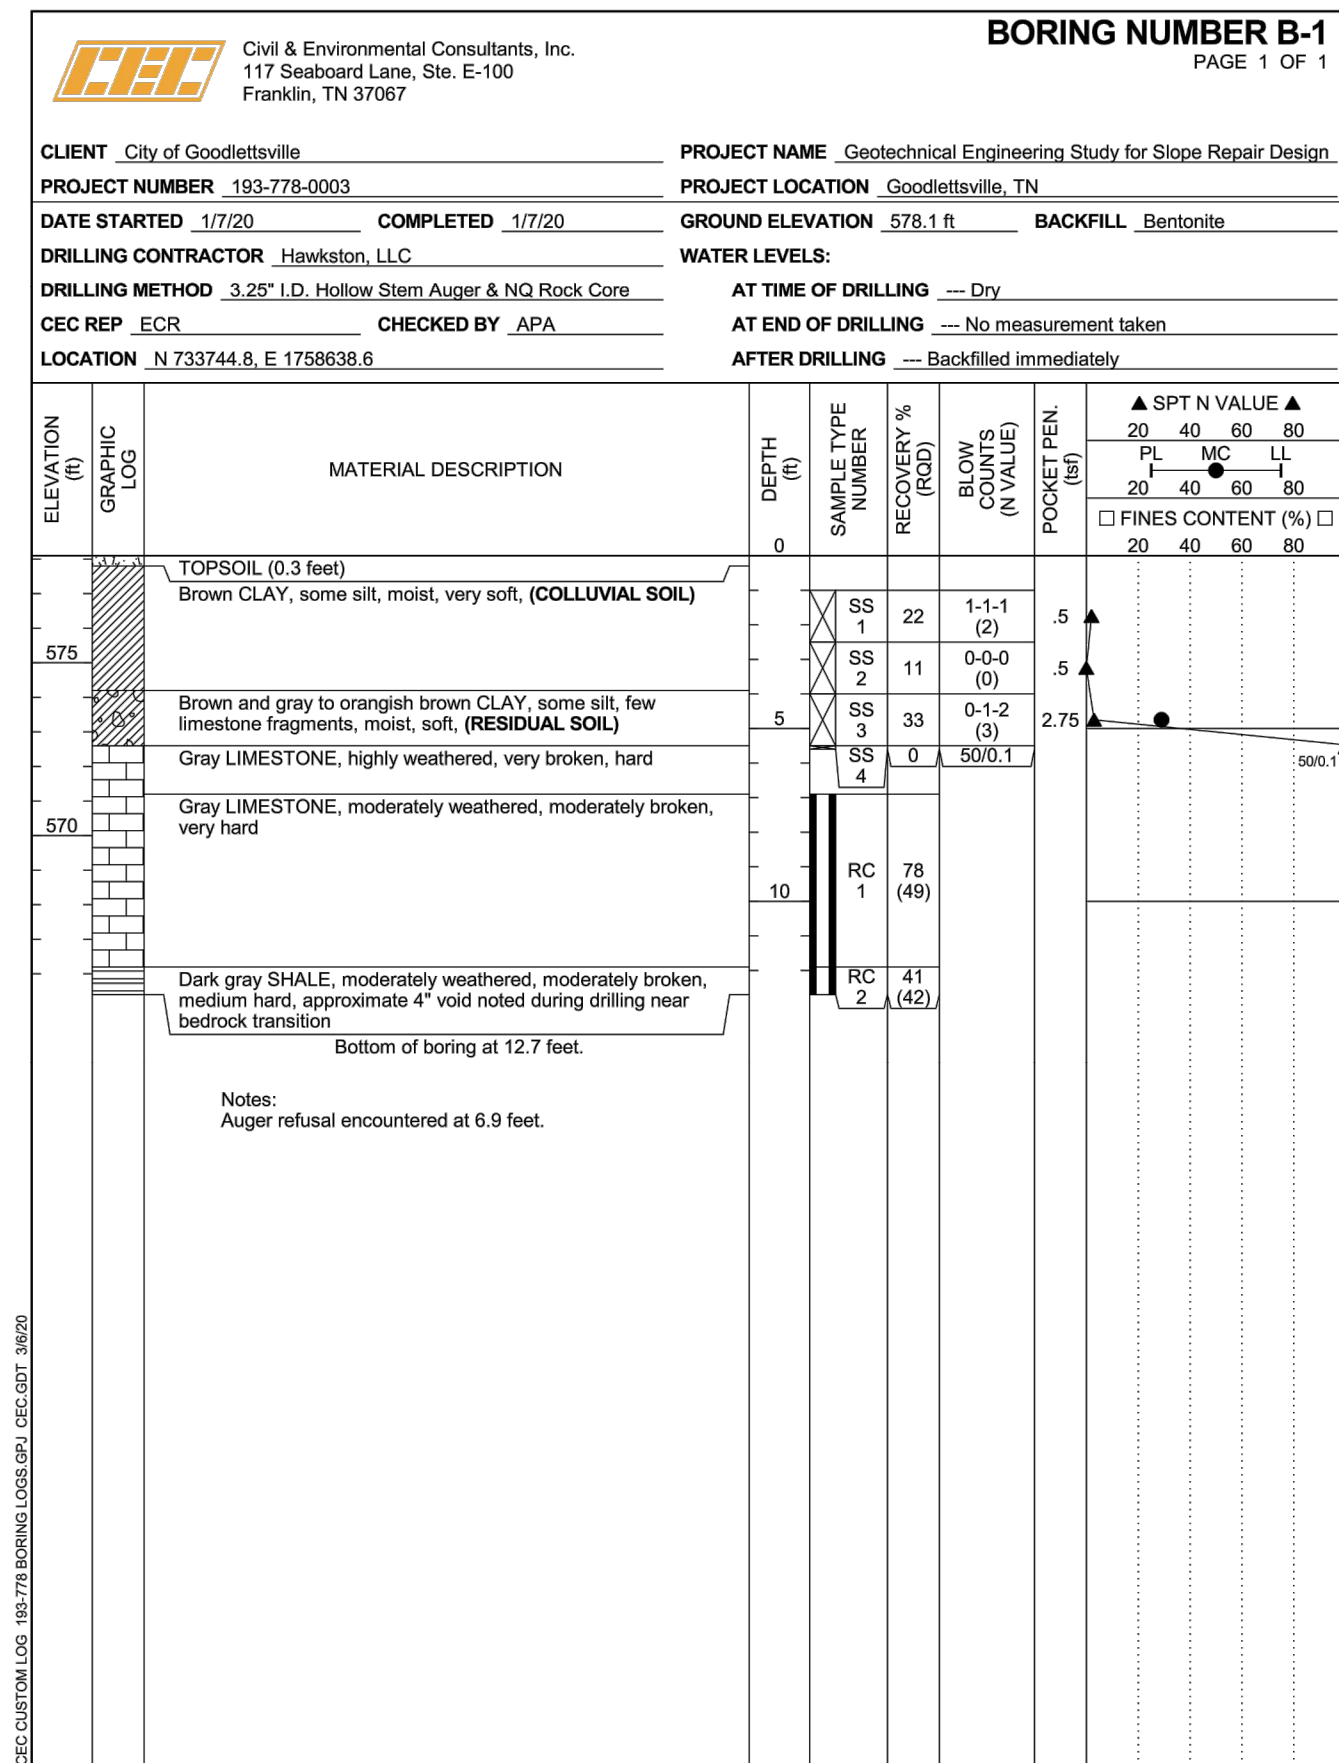 BORING NUMBER B-1
PAGE 1 OF 1
CEC
Civil & Environmental Consultants, Inc.
117 Seaboard Lane, Ste. E-100
Franklin, TN 37067
CLIENT City of Goodlettsville
PROJECT NAME Geotechnical Engineering Study for Slope Repair Design
PROJECT NUMBER 193-778-0003
PROJECT LOCATION Goodlettsville, TN
DATE STARTED 1/7/20 COMPLETED 1/7/20
GROUND ELEVATION 578.1 ft BACKFILL Bentonite
DRILLING CONTRACTOR Hawkston, LLC
WATER LEVELS:
DRILLING METHOD 3.25" I.D. Hollow Stem Auger & NQ Rock Core
AT TIME OF DRILLING --- Dry
CEC REP ECR CHECKED BY APA
AT END OF DRILLING --- No measurement taken
LOCATION N 733744.8, E 1758638.6
AFTER DRILLING --- Backfilled immediately
ELEVATION
(ft)
GRAPHIC
LOG
MATERIAL DESCRIPTION
DEPTH
(ft)
SAMPLE TYPE
NUMBER
RECOVERY %
(RQD)
BLOW
COUNTS
(N VALUE)
POCKET PEN.
(tsf)
▲ SPT N VALUE ▲
20 40 60 80
PL MC LL
20 40 60 80
□ FINES CONTENT (%) □
20 40 60 80
0
TOPSOIL (0.3 feet)
Brown CLAY, some silt, moist, very soft, (COLLUVIAL SOIL)
SS
1
22
1-1-1
(2)
.5
575
SS
2
11
0-0-0
(0)
.5
Brown and gray to orangish brown CLAY, some silt, few
limestone fragments, moist, soft, (RESIDUAL SOIL)
5
SS
3
33
0-1-2
(3)
2.75
Gray LIMESTONE, highly weathered, very broken, hard
SS
4
0
50/0.1
50/0.1
Gray LIMESTONE, moderately weathered, moderately broken,
very hard
570
10
RC
1
78
(49)
Dark gray SHALE, moderately weathered, moderately broken,
medium hard, approximate 4" void noted during drilling near
bedrock transition
RC
2
41
(42)
Bottom of boring at 12.7 feet.
Notes:
Auger refusal encountered at 6.9 feet.
CEC CUSTOM LOG 193-778 BORING LOGS.GPJ CEC.GDT 3/6/20